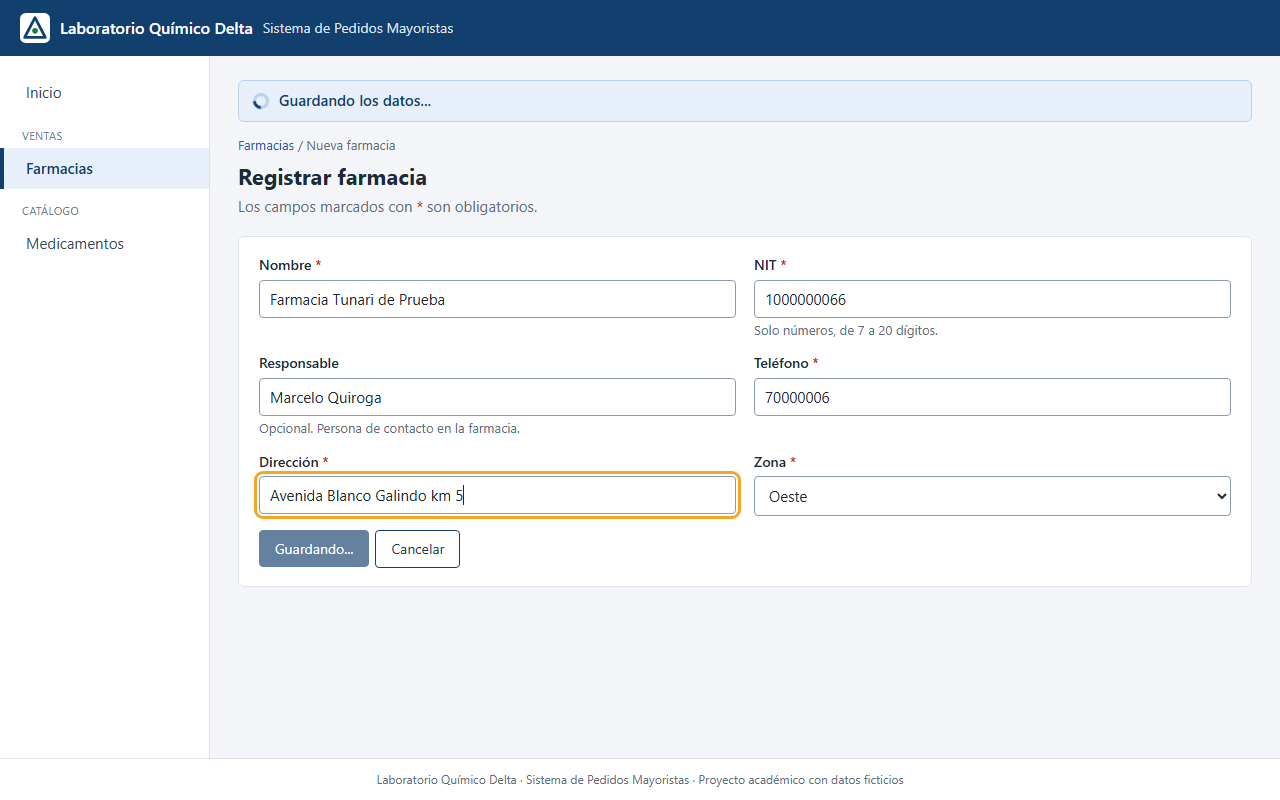 Laboratorio Químico Delta Sistema de Pedidos Mayoristas
Inicio
VENTAS
Farmacias
CATÁLOGO
Medicamentos
Guardando los datos...
Farmacias / Nueva farmacia
Registrar farmacia
Los campos marcados con * son obligatorios.
Nombre *
Farmacia Tunari de Prueba
NIT *
1000000066
Solo números, de 7 a 20 dígitos.
Responsable
Marcelo Quiroga
Opcional. Persona de contacto en la farmacia.
Teléfono *
70000006
Dirección *
Avenida Blanco Galindo km 5
Zona *
Oeste
Guardando...
Cancelar
Laboratorio Químico Delta · Sistema de Pedidos Mayoristas · Proyecto académico con datos ficticios